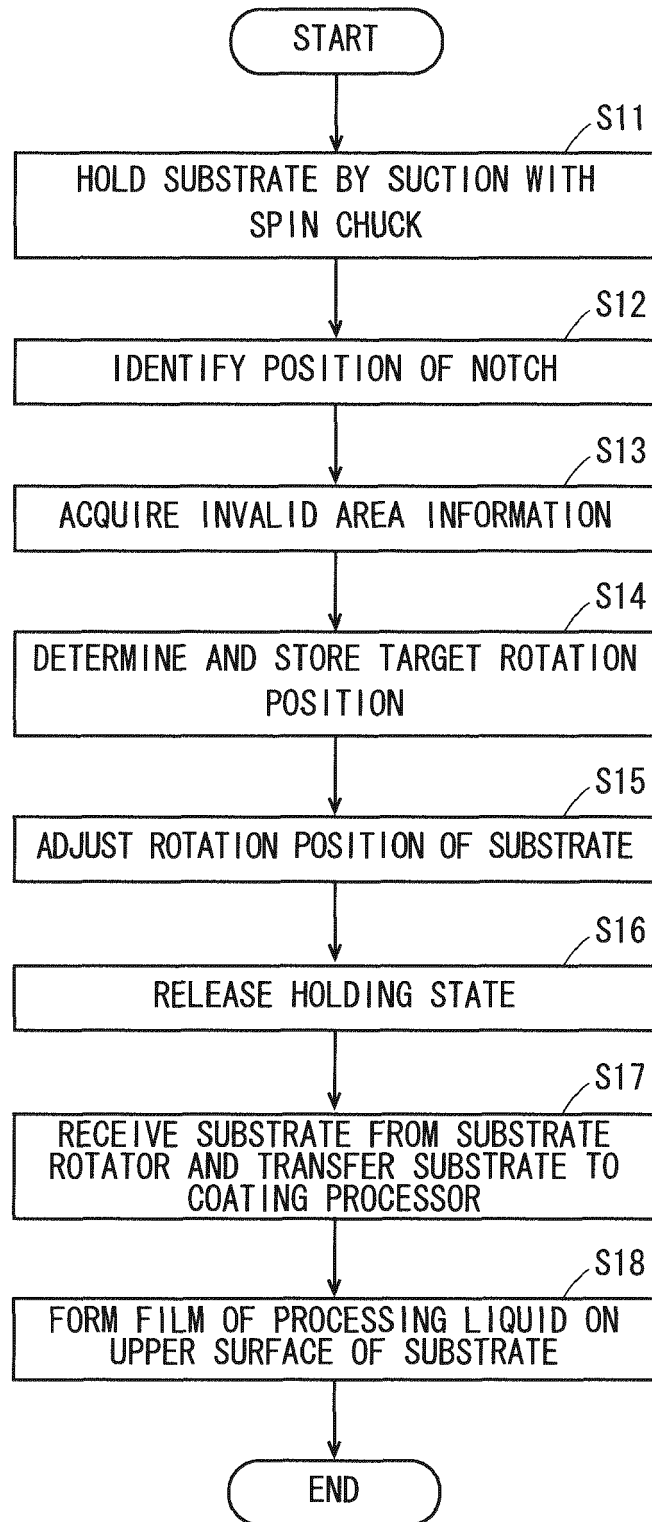 START
S11
HOLD SUBSTRATE BY SUCTION WITH
SPIN CHUCK
S12
IDENTIFY POSITION OF NOTCH
S13
ACQUIRE INVALID AREA INFORMATION
S14
DETERMINE AND STORE TARGET ROTATION
POSITION
S15
ADJUST ROTATION POSITION OF SUBSTRATE
S16
RELEASE HOLDING STATE
S17
RECEIVE SUBSTRATE FROM SUBSTRATE
ROTATOR AND TRANSFER SUBSTRATE TO
COATING PROCESSOR
S18
FORM FILM OF PROCESSING LIQUID ON
UPPER SURFACE OF SUBSTRATE
END